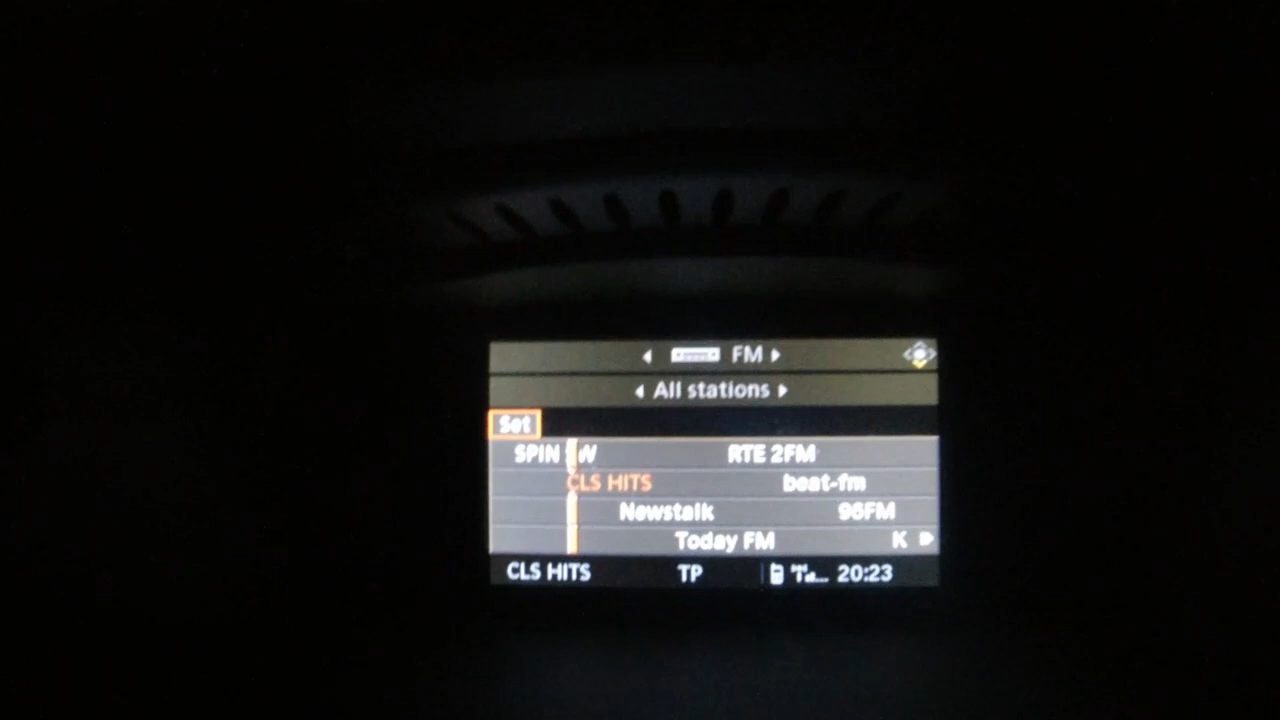 FM
All stations
Set
SPIN SW RTE 2FM
CLS HITS beat-fm
Newstalk 96FM
Today FM K
CLS HITS TP 20:23